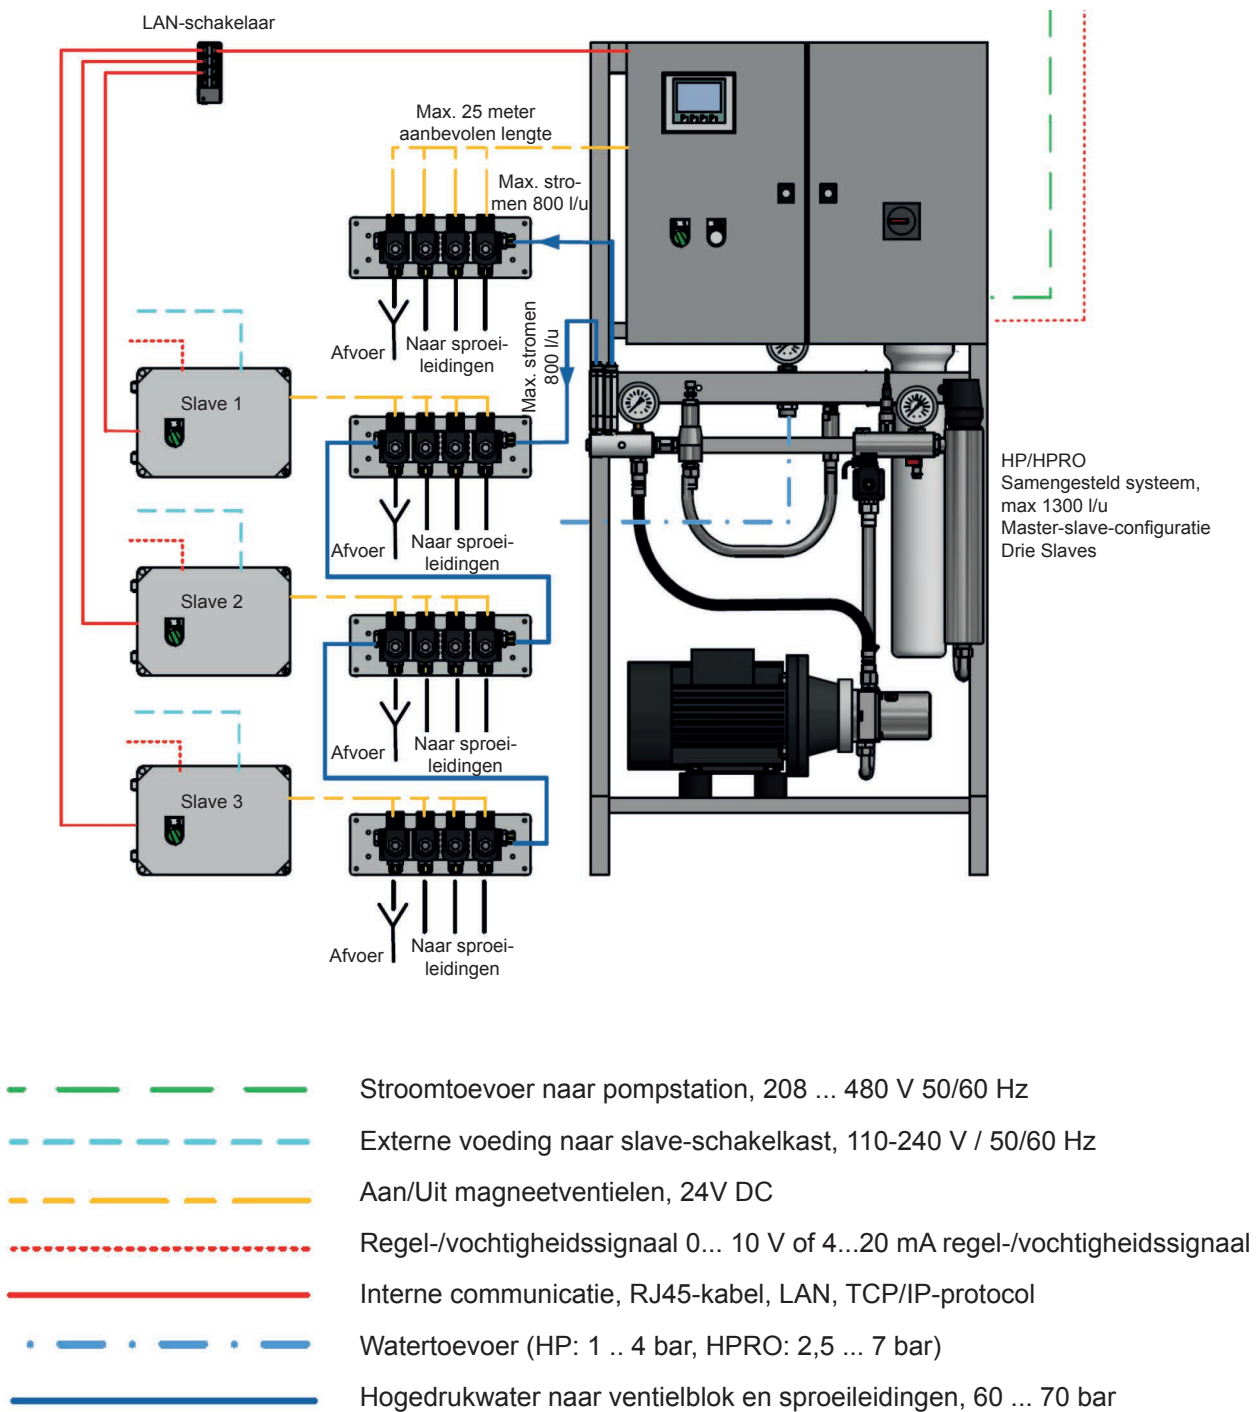 LAN-schakelaar
Max. 25 meter
aanbevolen lengte
Max. stro-
men 800 l/u
Afvoer
Naar sproei-
leidingen
Max. stromen
800 l/u
Slave 1
Afvoer
Naar sproei-
leidingen
HP/HPRO
Samengesteld systeem,
max 1300 l/u
Master-slave-configuratie
Drie Slaves
Slave 2
Afvoer
Naar sproei-
leidingen
Slave 3
Afvoer
Naar sproei-
leidingen
Stroomtoevoer naar pompstation, 208 ... 480 V 50/60 Hz
Externe voeding naar slave-schakelkast, 110-240 V / 50/60 Hz
Aan/Uit magneetventielen, 24V DC
Regel-/vochtigheidssignaal 0... 10 V of 4...20 mA regel-/vochtigheidssignaal
Interne communicatie, RJ45-kabel, LAN, TCP/IP-protocol
Watertoevoer (HP: 1 .. 4 bar, HPRO: 2,5 ... 7 bar)
Hogedrukwater naar ventielblok en sproeileidingen, 60 ... 70 bar